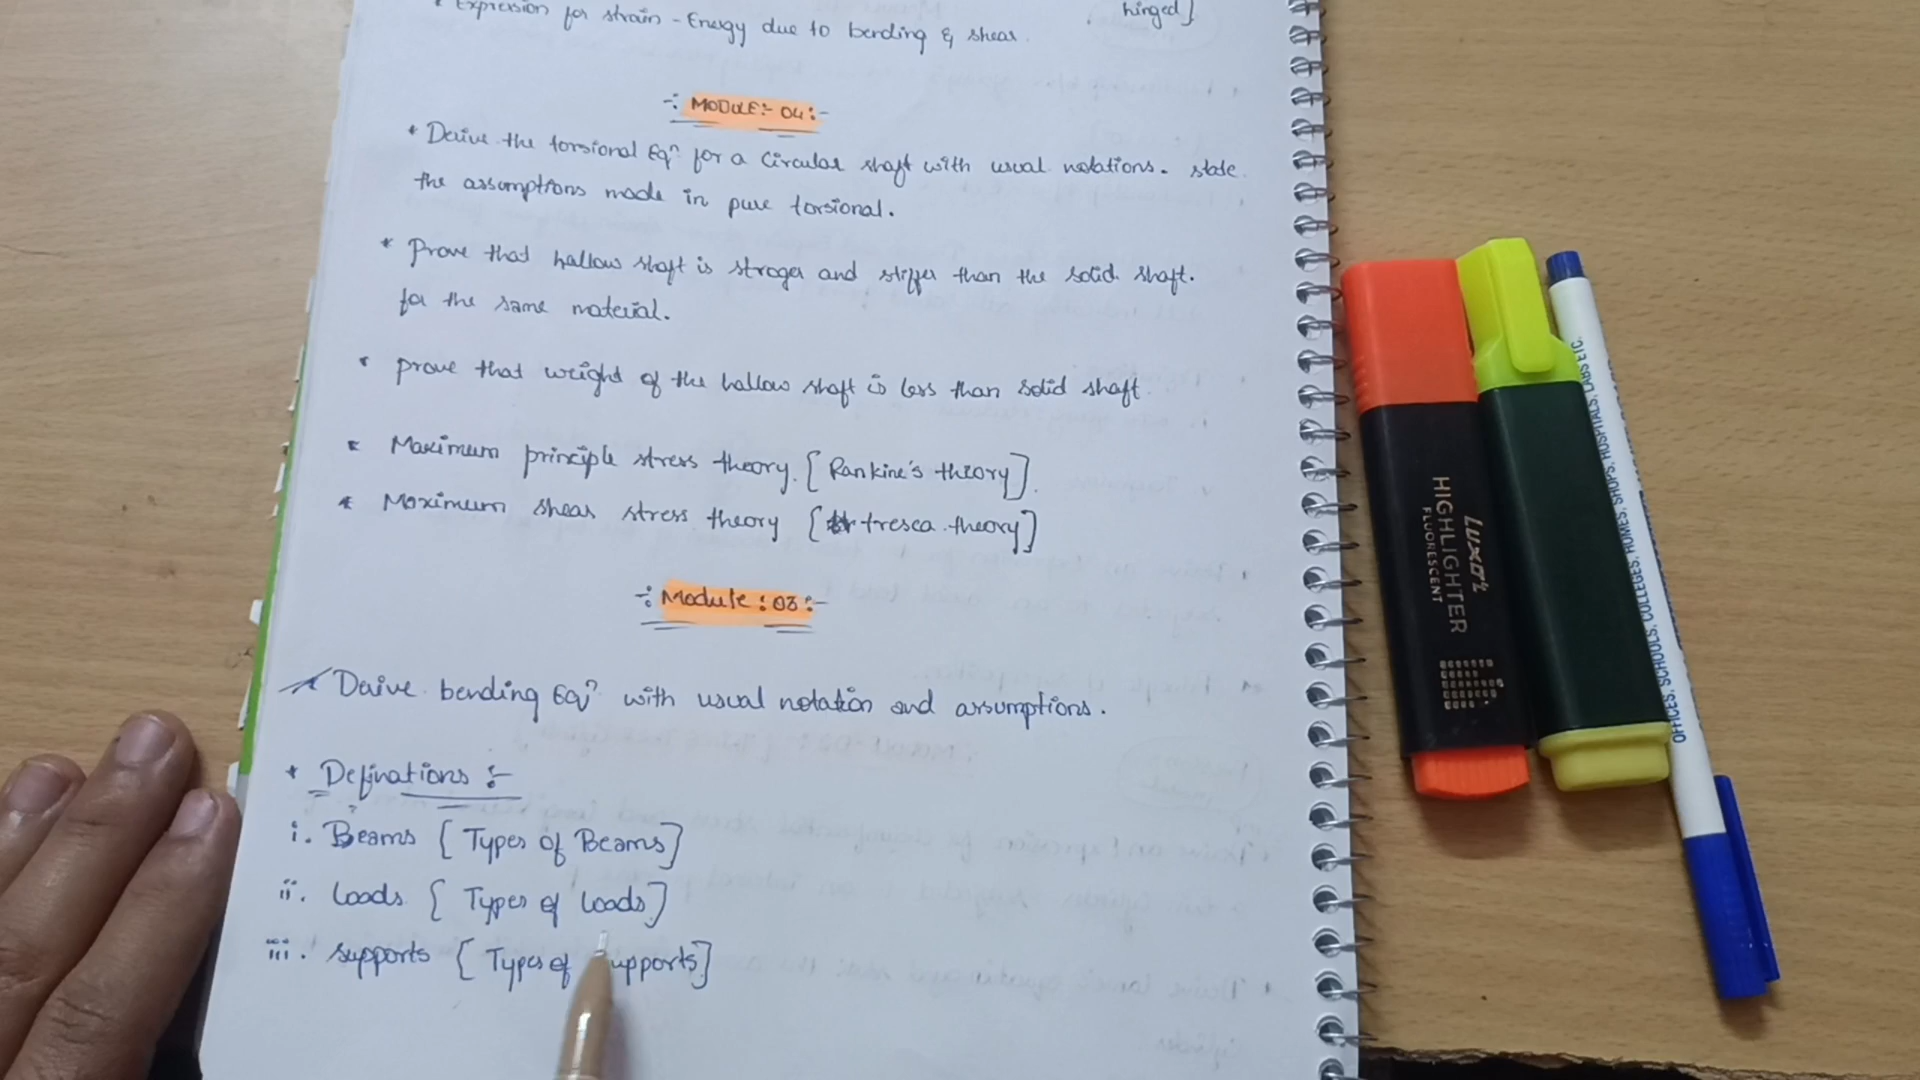 * Expression for strain - Energy due to bending & shear.
hinged]
-: MODULE:- 04:-
* Derive the torsional Eqn for a Circular shaft with usual notations. state
the assumptions made in pure torsional.
* Prove that hallow shaft is stroger and stiffer than the solid shaft.
for the same material.
* prove that weight of the hallow shaft is less than solid shaft.
* Maximum principle stress theory. [Rankine's theory].
* Maximum shear stress theory [tresca theory]
-: Module : 03 :-
* Derive bending Eqn with usual notation and assumptions.
* Definations :-
i. Beams [Types of Beams]
ii. Loads [Types of Loads]
iii. supports [Types of supports]
LUXOR
HIGHLIGHTER
FLUORESCENT
OFFICES, SCHOOLS, COLLEGES, HOMES, SHOPS, HOSPITALS, LABS ETC.